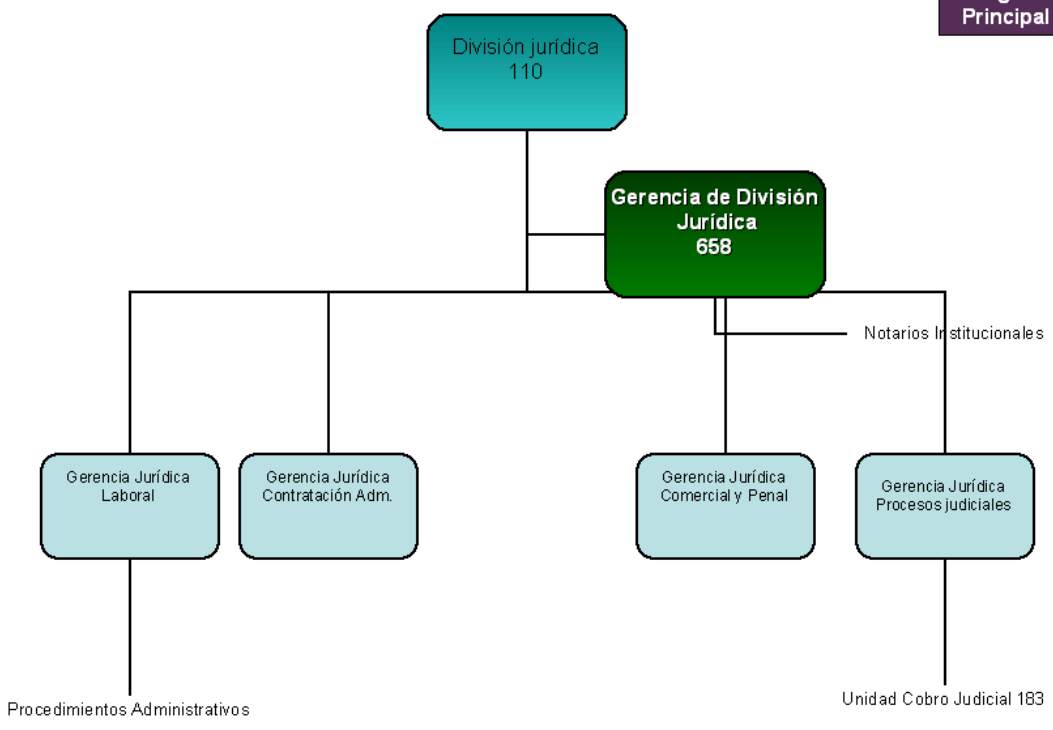 Principal
División jurídica
110
Gerencia de División
Jurídica
658
Notarios Institucionales
Gerencia Jurídica
Laboral
Gerencia Jurídica
Contratación Adm.
Gerencia Jurídica
Comercial y Penal
Gerencia Jurídica
Procesos judiciales
Procedimientos Administrativos
Unidad Cobro Judicial 183